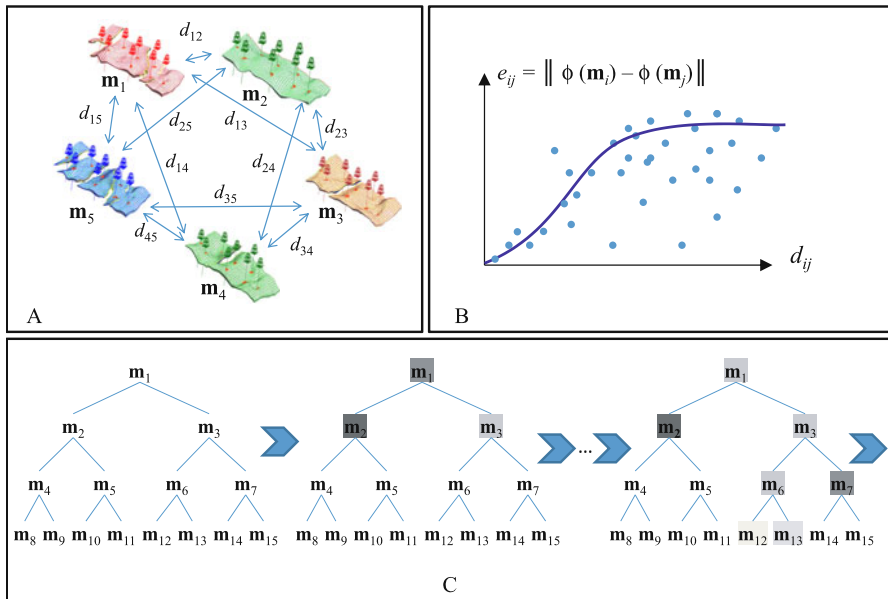 d₁₂
m₁
m₂
d₁₅
d₂₅
d₁₃
d₂₃
d₁₄
d₂₄
m₅
d₃₅
m₃
d₄₅
d₃₄
m₄
A
eᵢⱼ = ‖ ϕ (mᵢ) – ϕ (mⱼ) ‖
dᵢⱼ
B
m₁ m₁ m₁
m₂ m₃ m₂ m₃ ... m₂ m₃
m₄ m₅ m₆ m₇ m₄ m₅ m₆ m₇ m₄ m₅ m₆ m₇
m₈ m₉ m₁₀ m₁₁ m₁₂ m₁₃ m₁₄ m₁₅ m₈ m₉ m₁₀ m₁₁ m₁₂ m₁₃ m₁₄ m₁₅ m₈ m₉ m₁₀ m₁₁ m₁₂ m₁₃ m₁₄ m₁₅
C